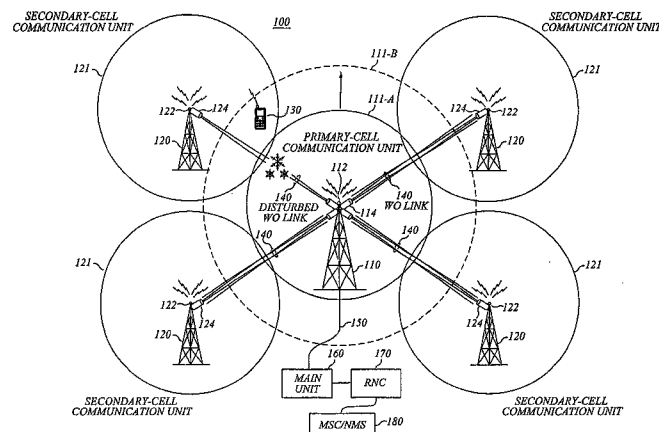 SECONDARY-CELL
COMMUNICATION UNIT
100
SECONDARY-CELL
COMMUNICATION UNIT
111-B
121
111-A
121
122
124
130
124
122
120
PRIMARY-CELL
COMMUNICATION UNIT
120
112
140
DISTURBED
WO LINK
140
WO LINK
114
140
140
121
110
121
122
124
120
150
122
124
120
160
170
MAIN
UNIT
RNC
SECONDARY-CELL
COMMUNICATION UNIT
SECONDARY-CELL
COMMUNICATION UNIT
MSC/NMS
180